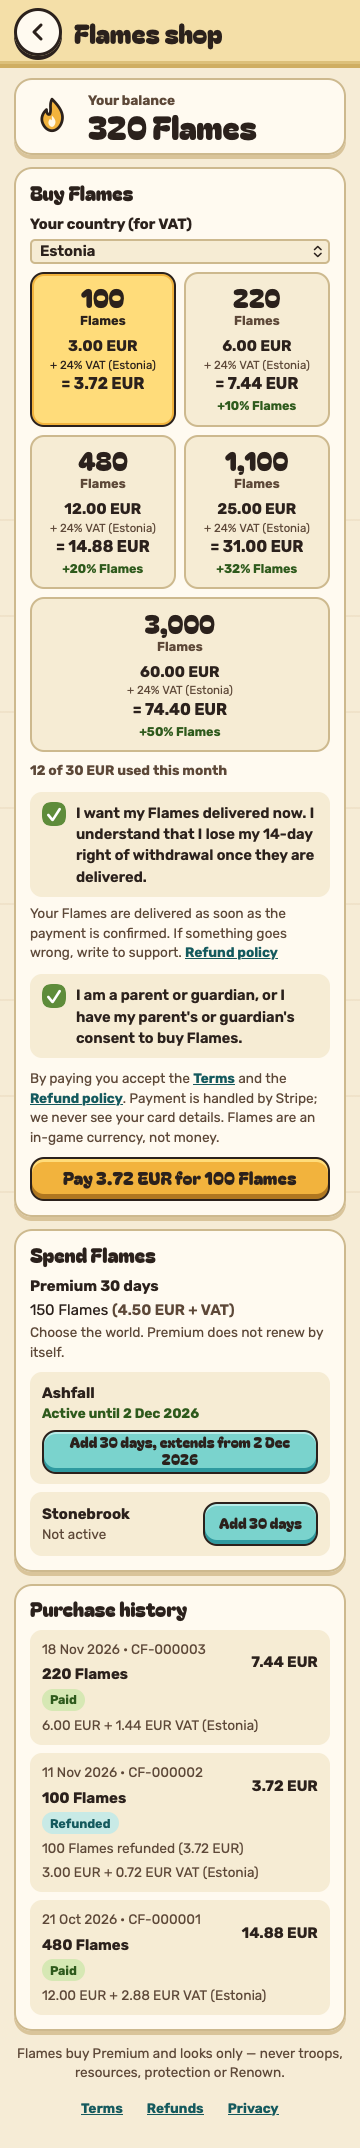 Flames shop
Your balance
320 Flames
Buy Flames
Your country (for VAT)
Estonia
100
Flames
3.00 EUR
+ 24% VAT (Estonia)
= 3.72 EUR
220
Flames
6.00 EUR
+ 24% VAT (Estonia)
= 7.44 EUR
+10% Flames
480
Flames
12.00 EUR
+ 24% VAT (Estonia)
= 14.88 EUR
+20% Flames
1,100
Flames
25.00 EUR
+ 24% VAT (Estonia)
= 31.00 EUR
+32% Flames
3,000
Flames
60.00 EUR
+ 24% VAT (Estonia)
= 74.40 EUR
+50% Flames
12 of 30 EUR used this month
I want my Flames delivered now. I
understand that I lose my 14-day
right of withdrawal once they are
delivered.
Your Flames are delivered as soon as the
payment is confirmed. If something goes
wrong, write to support. Refund policy
I am a parent or guardian, or I
have my parent's or guardian's
consent to buy Flames.
By paying you accept the Terms and the
Refund policy. Payment is handled by Stripe;
we never see your card details. Flames are an
in-game currency, not money.
Pay 3.72 EUR for 100 Flames
Spend Flames
Premium 30 days
150 Flames (4.50 EUR + VAT)
Choose the world. Premium does not renew by
itself.
Ashfall
Active until 2 Dec 2026
Add 30 days, extends from 2 Dec
2026
Stonebrook
Not active
Add 30 days
Purchase history
18 Nov 2026 • CF-000003
220 Flames
7.44 EUR
Paid
6.00 EUR + 1.44 EUR VAT (Estonia)
11 Nov 2026 • CF-000002
100 Flames
3.72 EUR
Refunded
100 Flames refunded (3.72 EUR)
3.00 EUR + 0.72 EUR VAT (Estonia)
21 Oct 2026 • CF-000001
480 Flames
14.88 EUR
Paid
12.00 EUR + 2.88 EUR VAT (Estonia)
Flames buy Premium and looks only — never troops,
resources, protection or Renown.
Terms Refunds Privacy